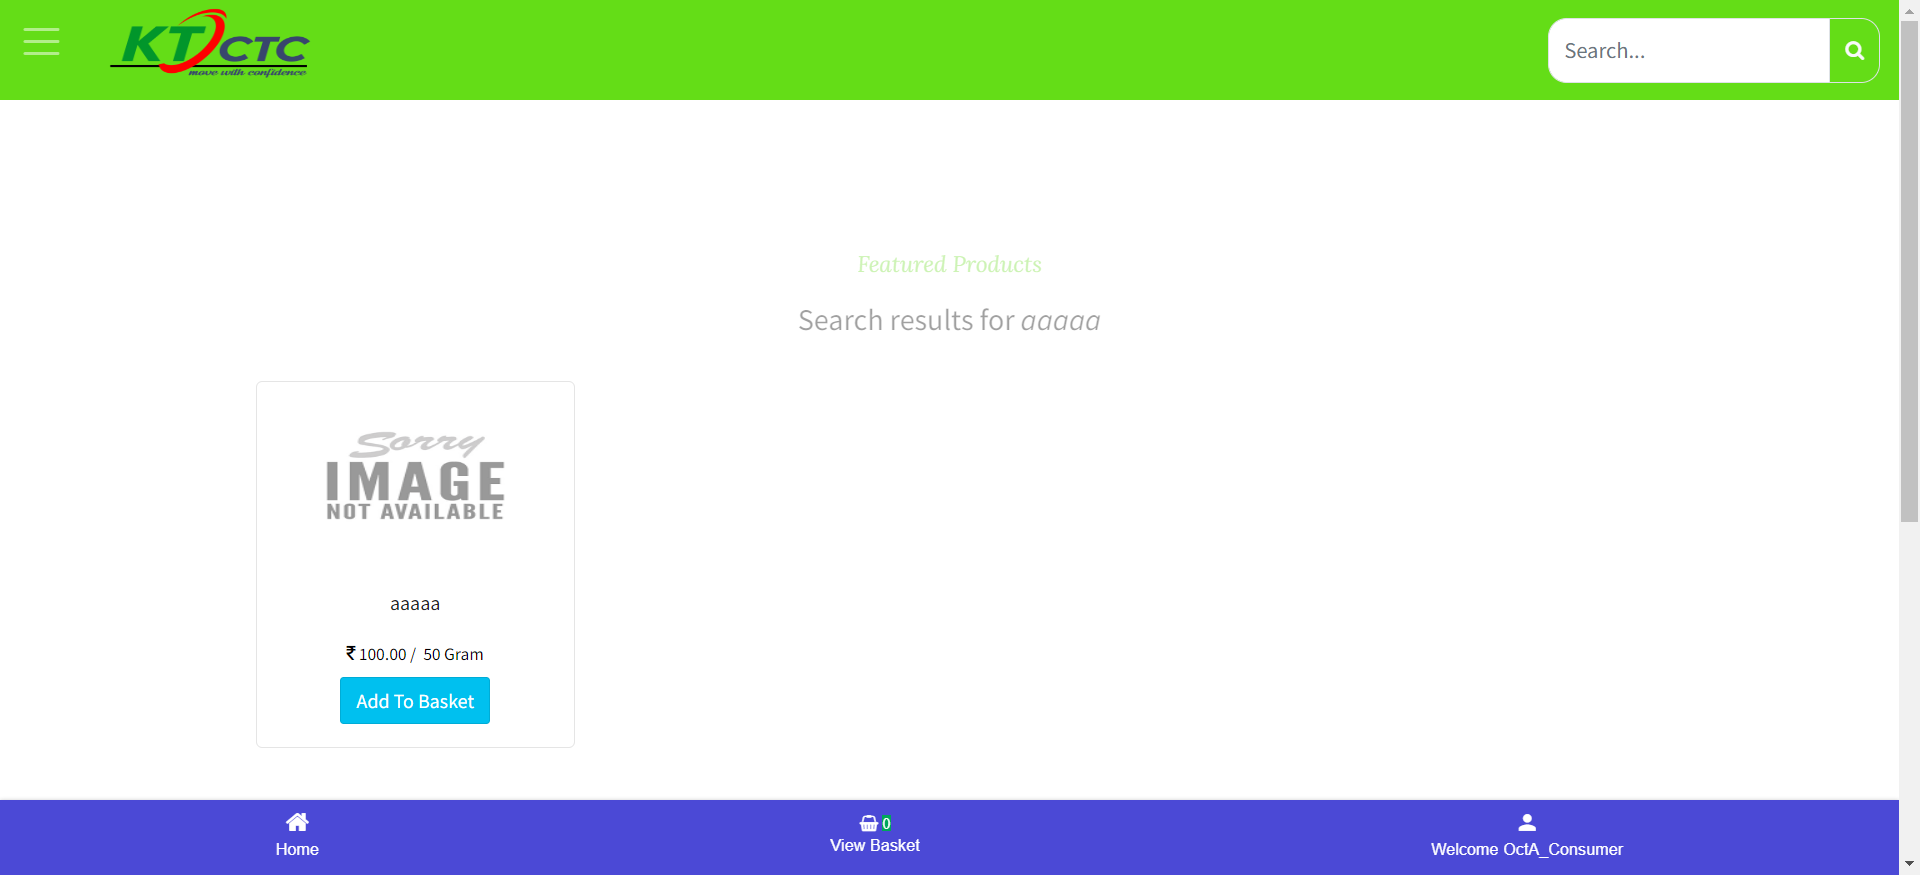 KTCTC
move with confidence
Search...
Featured Products
Search results for aaaaa
Sorry
IMAGE
NOT AVAILABLE
aaaaa
₹ 100.00 / 50 Gram
Add To Basket
Home
0
View Basket
Welcome OctA_Consumer